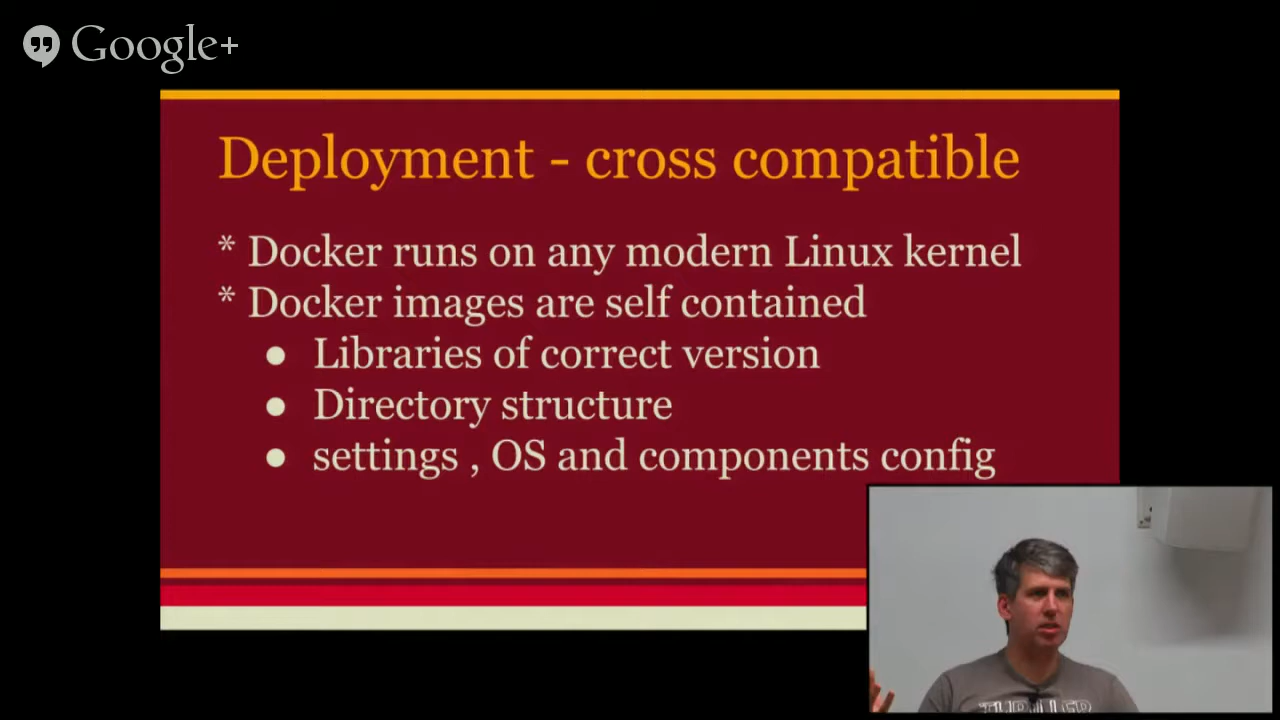 Google+
Deployment - cross compatible
* Docker runs on any modern Linux kernel
* Docker images are self contained
● Libraries of correct version
● Directory structure
● settings , OS and components config
THRILLER